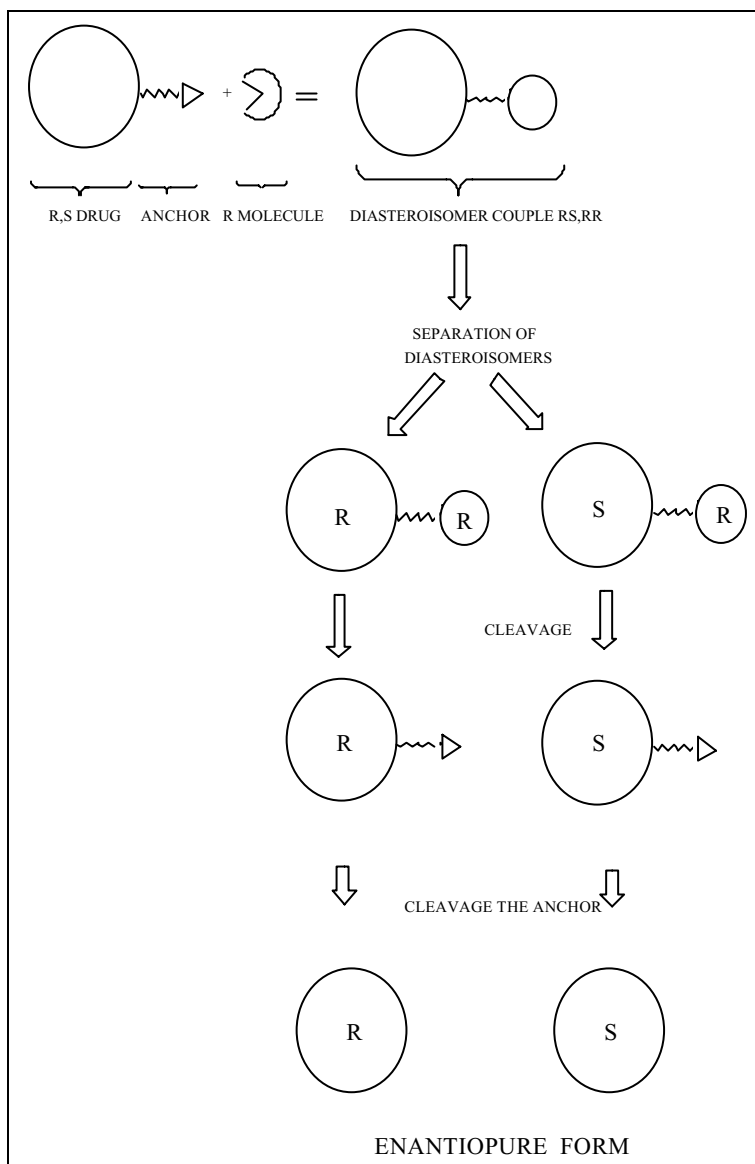 + =
R,S DRUG ANCHOR R MOLECULE DIASTEROISOMER COUPLE RS,RR
SEPARATION OF
DIASTEROISOMERS
R R S R
CLEAVAGE
R S
CLEAVAGE THE ANCHOR
R S
ENANTIOPURE FORM